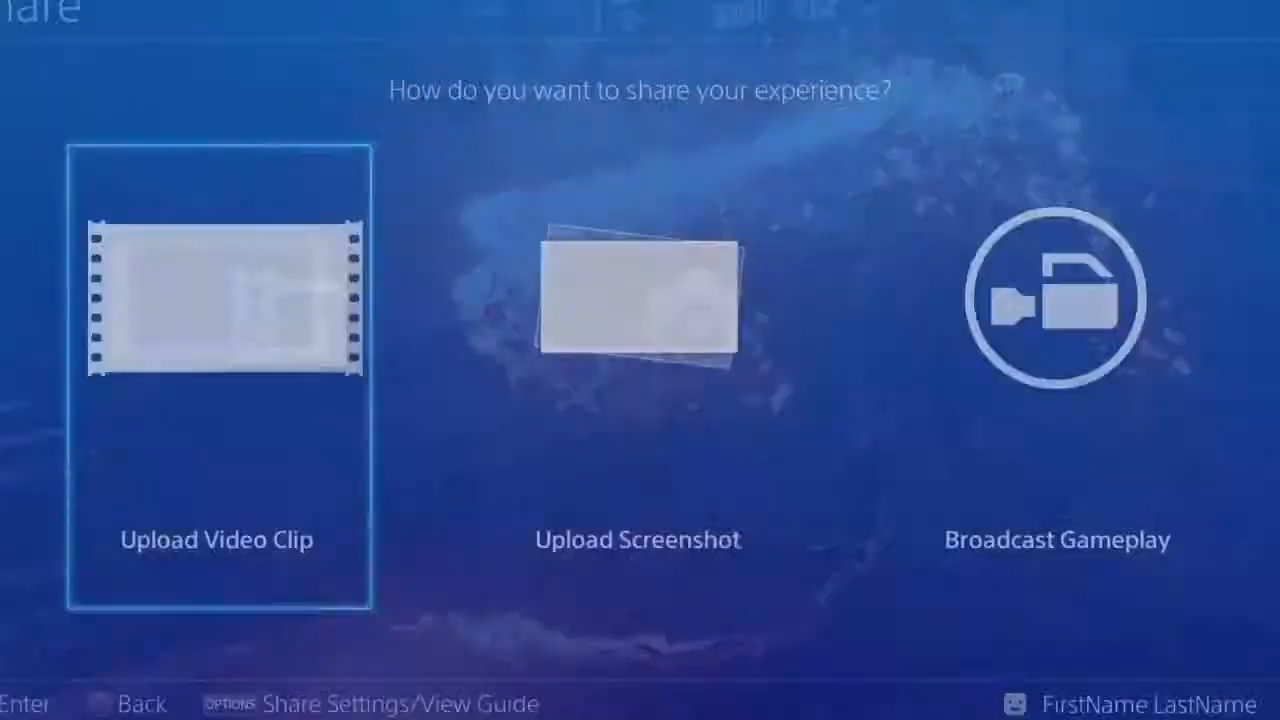 How do you want to share your experience?
Upload Video Clip
Upload Screenshot
Broadcast Gameplay
Enter
Back
OPTIONS Share Settings/View Guide
FirstName LastName